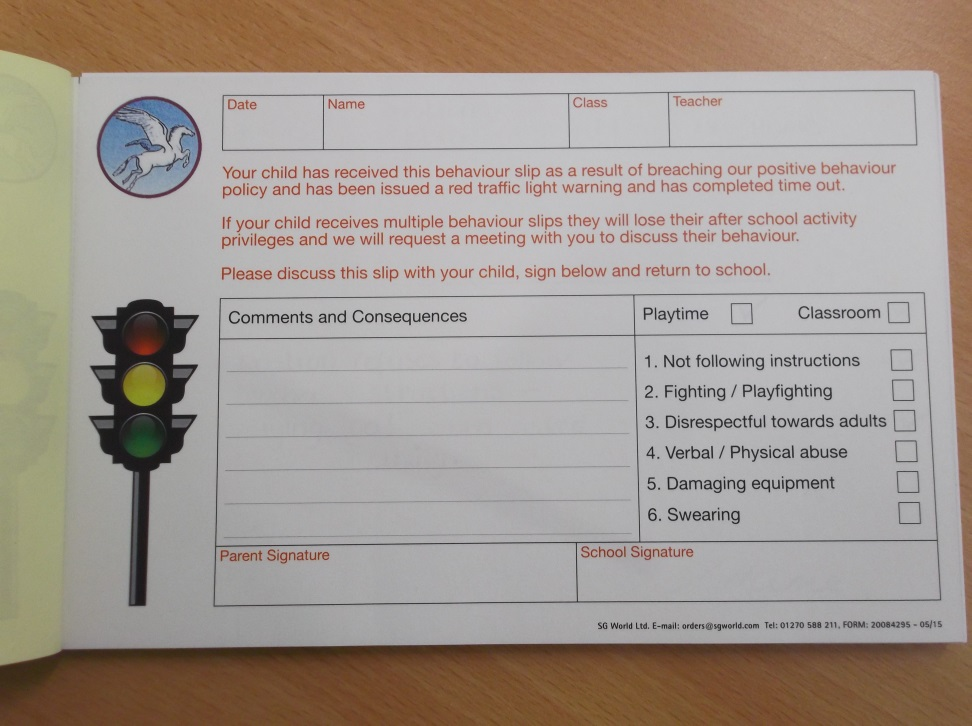 Date Name Class Teacher
Your child has received this behaviour slip as a result of breaching our positive behaviour
policy and has been issued a red traffic light warning and has completed time out.
If your child receives multiple behaviour slips they will lose their after school activity
privileges and we will request a meeting with you to discuss their behaviour.
Please discuss this slip with your child, sign below and return to school.
Comments and Consequences
Playtime Classroom
1. Not following instructions
2. Fighting / Playfighting
3. Disrespectful towards adults
4. Verbal / Physical abuse
5. Damaging equipment
6. Swearing
Parent Signature School Signature
SG World Ltd. E-mail: orders@sgworld.com Tel: 01270 588 211, FORM: 20084295 - 05/15